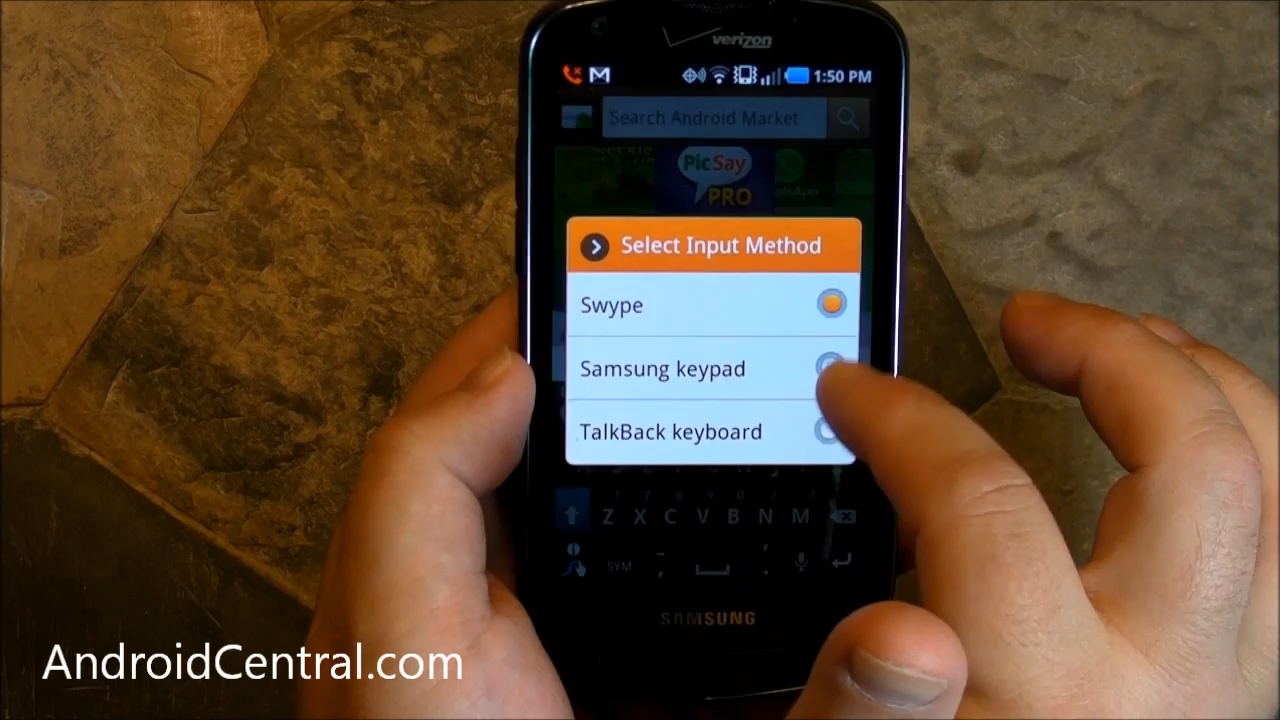 verizon
1:50 PM
Search Android Market
PicSay
PRO
Select Input Method
Swype
Samsung keypad
TalkBack keyboard
Z X C V B N M
SYM
SAMSUNG
AndroidCentral.com